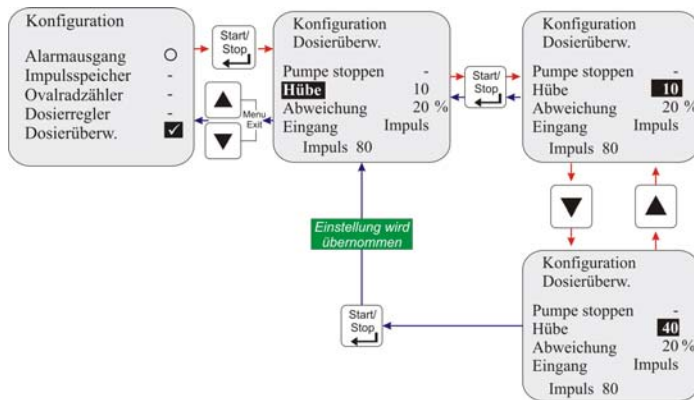 Konfiguration
Alarmausgang
Impulsspeicher -
Ovalradzähler -
Dosierregler -
Dosierüberw.
Start/
Stop
Menu
Exit
Konfiguration
Dosierüberw.
Pumpe stoppen -
Hübe 10
Abweichung 20 %
Eingang Impuls
Impuls 80
Start/
Stop
Konfiguration
Dosierüberw.
Pumpe stoppen -
Hübe 10
Abweichung 20 %
Eingang Impuls
Impuls 80
Einstellung wird
übernommen
Start/
Stop
Konfiguration
Dosierüberw.
Pumpe stoppen -
Hübe 40
Abweichung 20 %
Eingang Impuls
Impuls 80